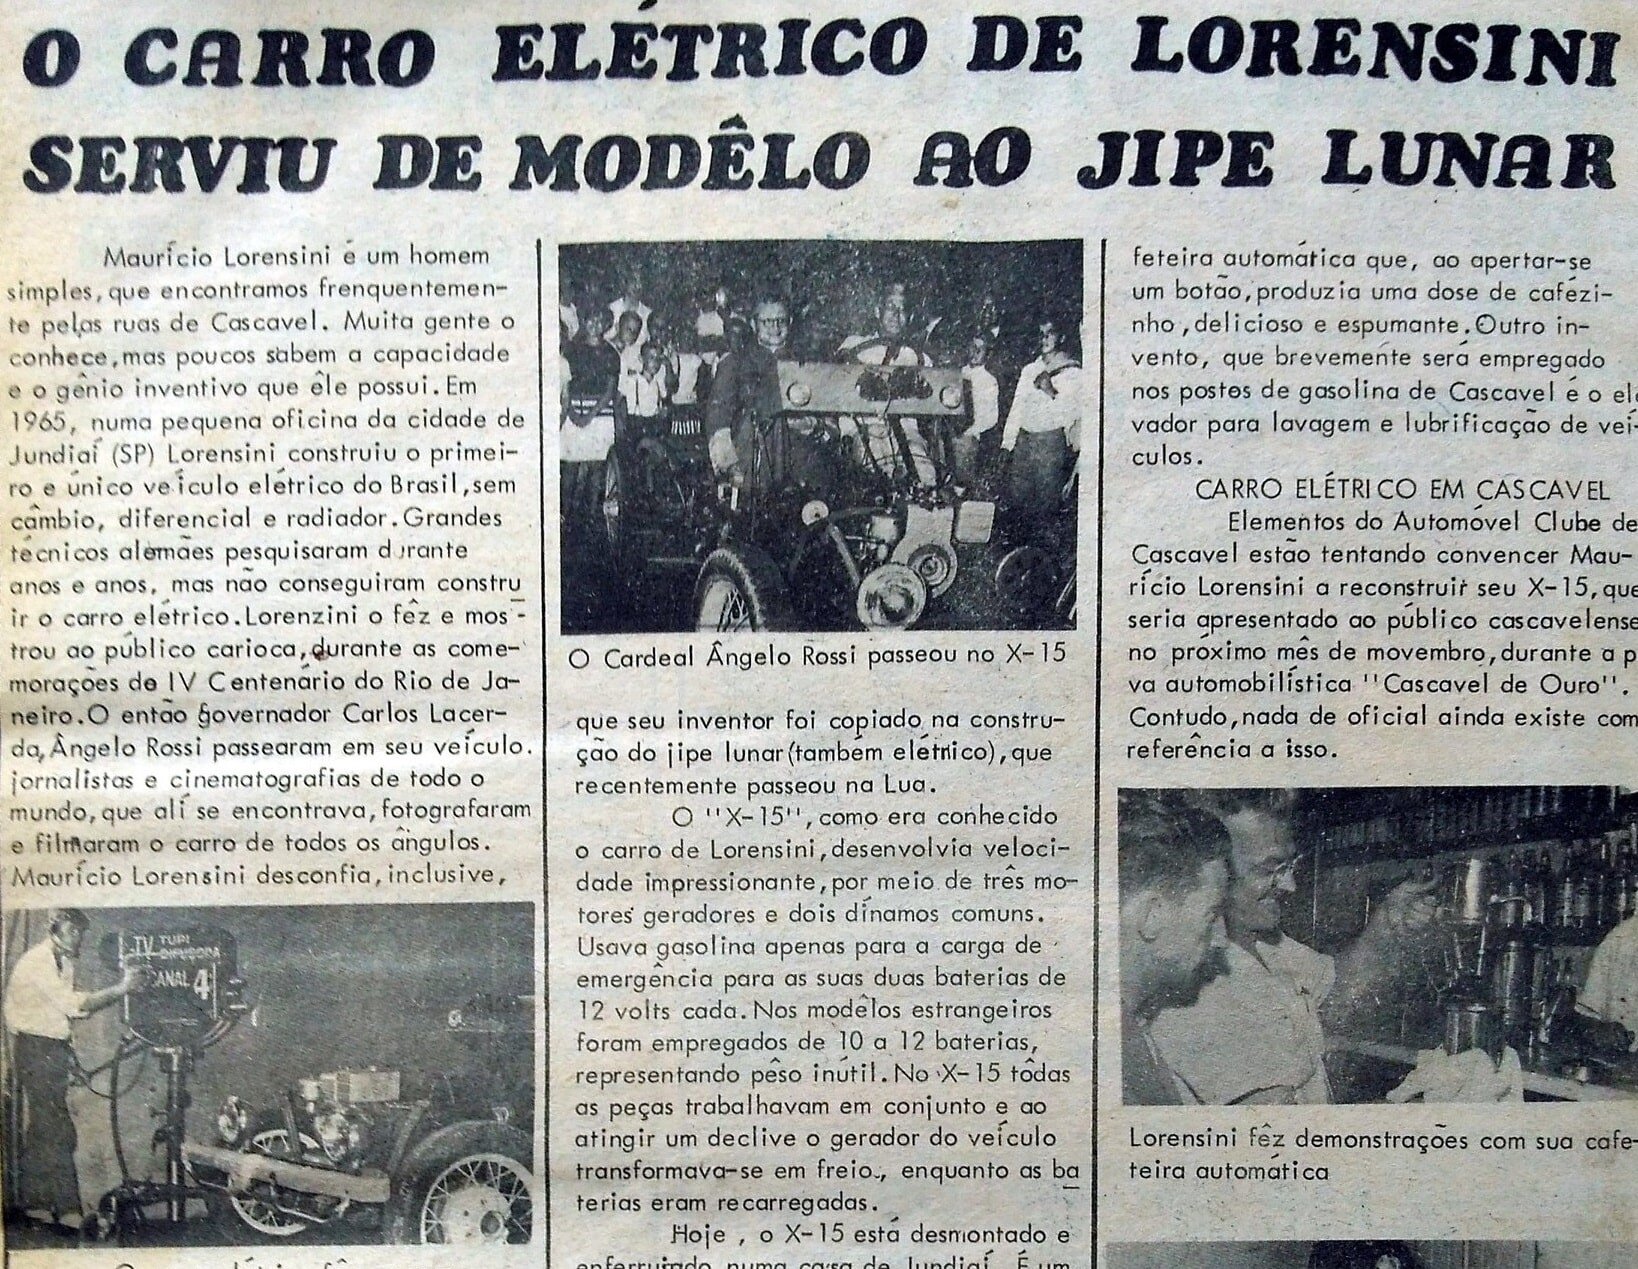 O CARRO ELÉTRICO DE LORENSINI
SERVIU DE MODÊLO AO JIPE LUNAR
Maurício Lorensini é um homem
simples, que encontramos frenquentemen-
te pelas ruas de Cascavel. Muita gente o
conhece, mas poucos sabem a capacidade
e o gênio inventivo que êle possui. Em
1965, numa pequena oficina da cidade de
Jundiaí (SP) Lorensini construiu o primei-
ro e único veículo elétrico do Brasil, sem
câmbio, diferencial e radiador. Grandes
técnicos alemães pesquisaram durante
anos e anos, mas não conseguiram constru
ir o carro elétrico. Lorenzini o fêz e mos-
trou ao público carioca, durante as come-
morações do IV Centenário do Rio de Ja-
neiro. O então governador Carlos Lacer-
da, Ângelo Rossi passearam em seu veículo.
jornalistas e cinematografias de todo o
mundo, que alí se encontrava, fotografaram
e filmaram o carro de todos os ângulos.
Maurício Lorensini desconfia, inclusive,
TV TUPI
DIFUSORA
CANAL 4
O Cardeal Ângelo Rossi passeou no X-15
que seu inventor foi copiado na constru-
ção do jipe lunar (também elétrico), que
recentemente passeou na Lua.
O "X-15", como era conhecido
o carro de Lorensini, desenvolvia veloci-
dade impressionante, por meio de três mo-
tores geradores e dois dínamos comuns.
Usava gasolina apenas para a carga de
emergência para as suas duas baterias de
12 volts cada. Nos modêlos estrangeiros
foram empregados de 10 a 12 baterias,
representando pêso inútil. No X-15 tôdas
as peças trabalhavam em conjunto e ao
atingir um declive o gerador do veículo
transformava-se em freio, enquanto as ba
terias eram recarregadas.
Hoje, o X-15 está desmontado e
enferrujado numa casa de Jundiaí. É um
feteira automática que, ao apertar-se
um botão, produzia uma dose de cafézi-
nho, delicioso e espumante. Outro in-
vento, que brevemente será empregado
nos postos de gasolina de Cascavel é o ele
vador para lavagem e lubrificação de veí-
culos.
CARRO ELÉTRICO EM CASCAVEL
Elementos do Automóvel Clube de
Cascavel estão tentando convencer Mau-
rício Lorensini a reconstruir seu X-15, que
seria apresentado ao público cascavelense
no próximo mês de movembro, durante a p
va automobilística "Cascavel de Ouro".
Contudo, nada de oficial ainda existe com
referência a isso.
Lorensini fêz demonstrações com sua cafe-
teira automática